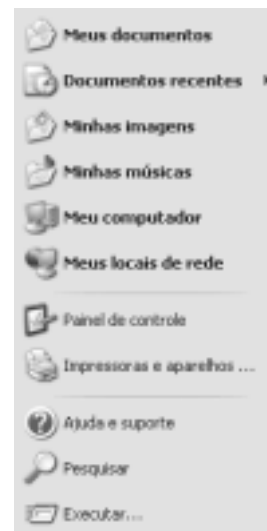 Meus documentos
Documentos recentes
Minhas imagens
Minhas músicas
Meu computador
Meus locais de rede
Painel de controle
Impressoras e aparelhos ...
Ajuda e suporte
Pesquisar
Executar...